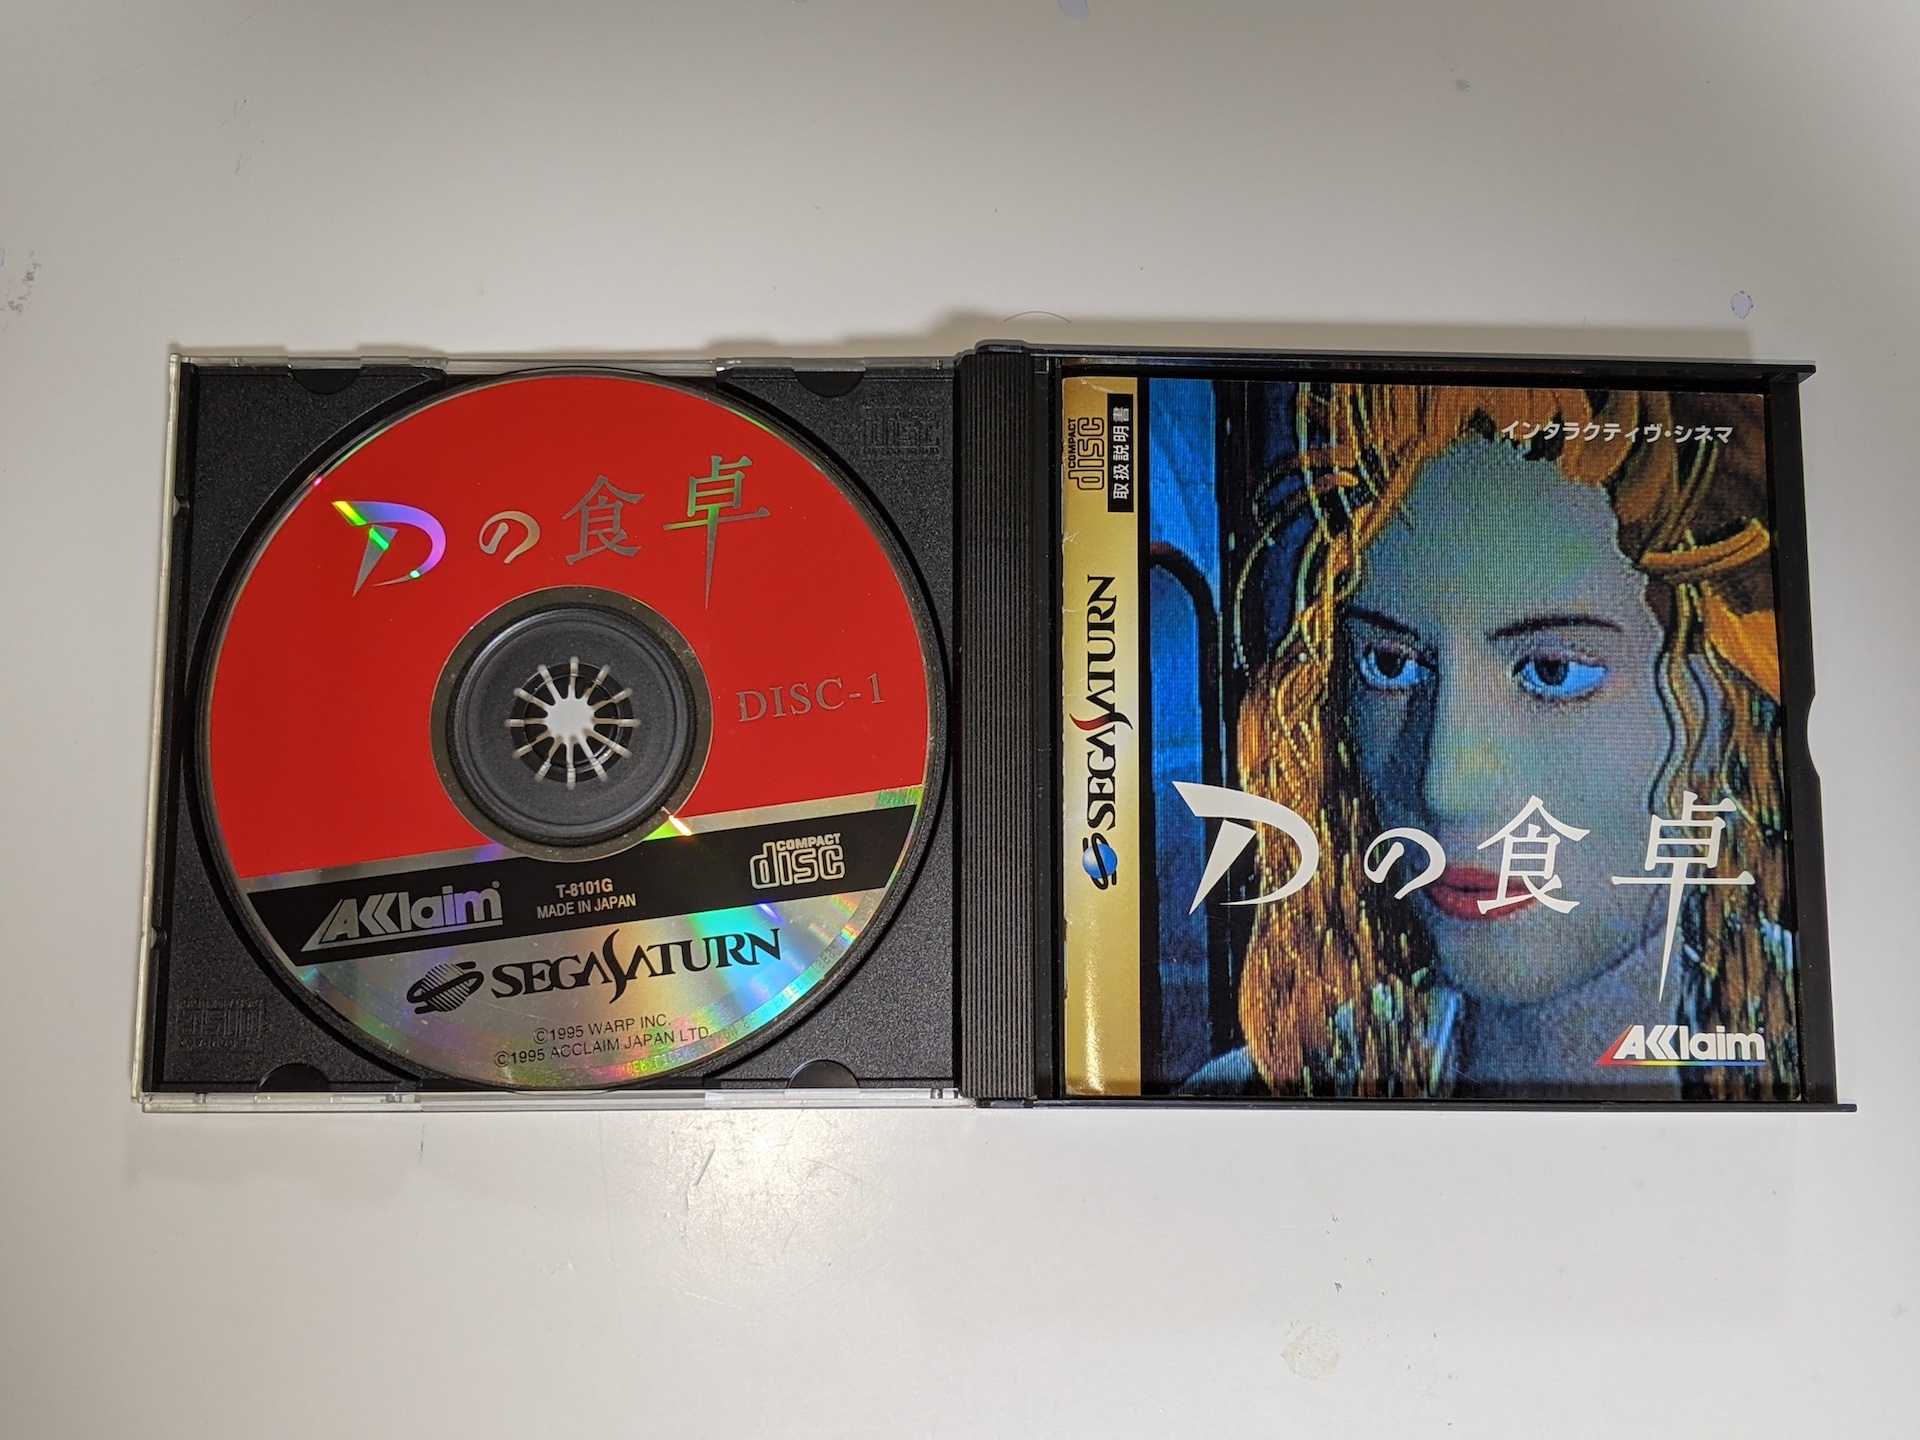 Dの食卓
DISC-1
AKKlaim
T-8101G
MADE IN JAPAN
COMPACT
disc
SEGA SATURN
©1995 WARP INC.
©1995 ACCLAIM JAPAN LTD.
COMPACT
disc
取扱説明書
SEGA SATURN
インタラクティヴ・シネマ
Dの食卓
AKKlaim